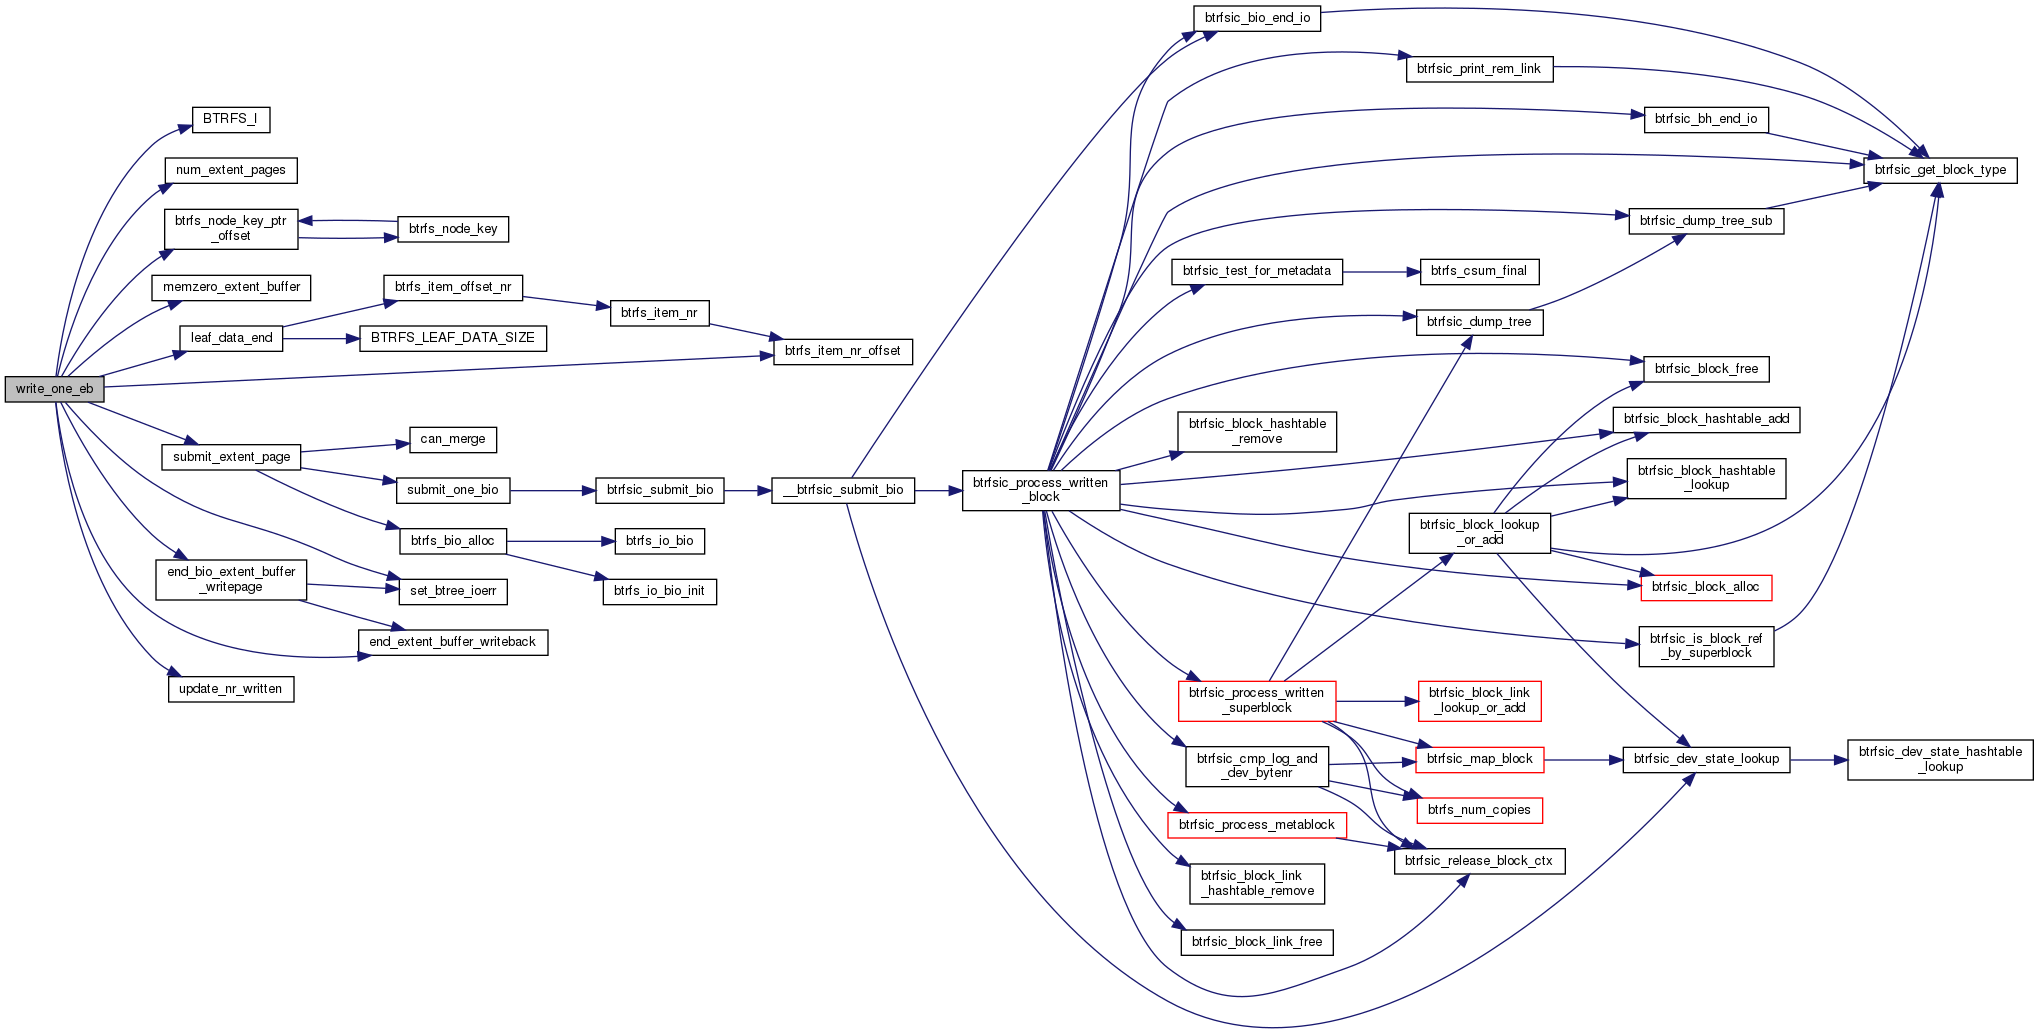 write_one_eb
BTRFS_I
num_extent_pages
btrfs_node_key_ptr
_offset
btrfs_node_key
memzero_extent_buffer
leaf_data_end
btrfs_item_offset_nr
BTRFS_LEAF_DATA_SIZE
btrfs_item_nr
btrfs_item_nr_offset
submit_extent_page
can_merge
submit_one_bio
btrfs_bio_alloc
btrfsic_submit_bio
btrfs_io_bio
btrfs_io_bio_init
end_bio_extent_buffer
_writepage
set_btree_ioerr
end_extent_buffer_writeback
update_nr_written
__btrfsic_submit_bio
btrfsic_process_written
_block
btrfsic_bio_end_io
btrfsic_print_rem_link
btrfsic_bh_end_io
btrfsic_get_block_type
btrfsic_dump_tree_sub
btrfsic_test_for_metadata
btrfs_csum_final
btrfsic_dump_tree
btrfsic_block_free
btrfsic_block_hashtable
_remove
btrfsic_block_hashtable_add
btrfsic_block_hashtable
_lookup
btrfsic_block_lookup
_or_add
btrfsic_block_alloc
btrfsic_is_block_ref
_by_superblock
btrfsic_process_written
_superblock
btrfsic_block_link
_lookup_or_add
btrfsic_cmp_log_and
_dev_bytenr
btrfsic_map_block
btrfsic_dev_state_lookup
btrfsic_dev_state_hashtable
_lookup
btrfs_num_copies
btrfsic_process_metablock
btrfsic_release_block_ctx
btrfsic_block_link
_hashtable_remove
btrfsic_block_link_free